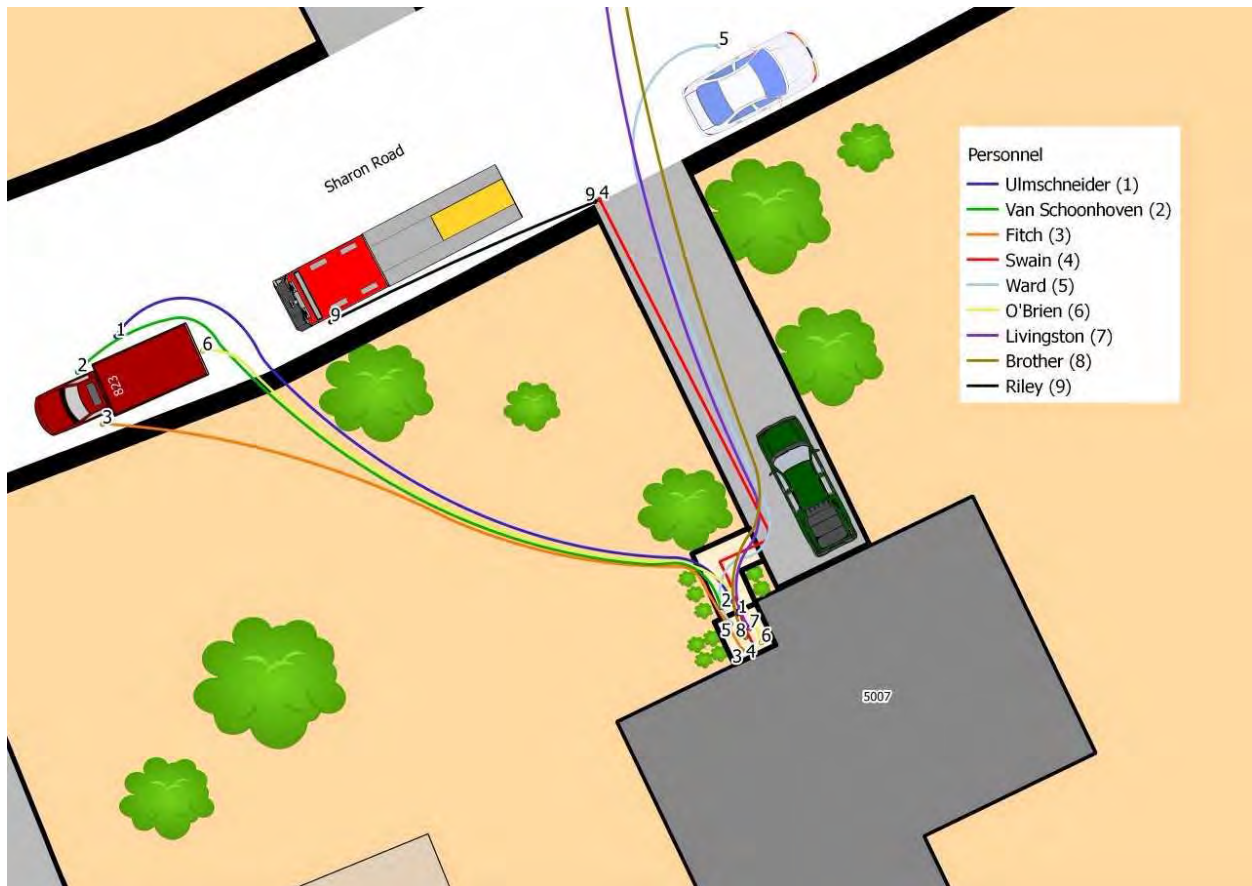 5
Personnel
Ulmschneider (1)
Van Schoonhoven (2)
Fitch (3)
Swain (4)
Ward (5)
O'Brien (6)
Livingston (7)
Brother (8)
Riley (9)
Sharon Road
9 4
9
1
2
6
823
3
2
1
7
5
8
6
4
3
5007